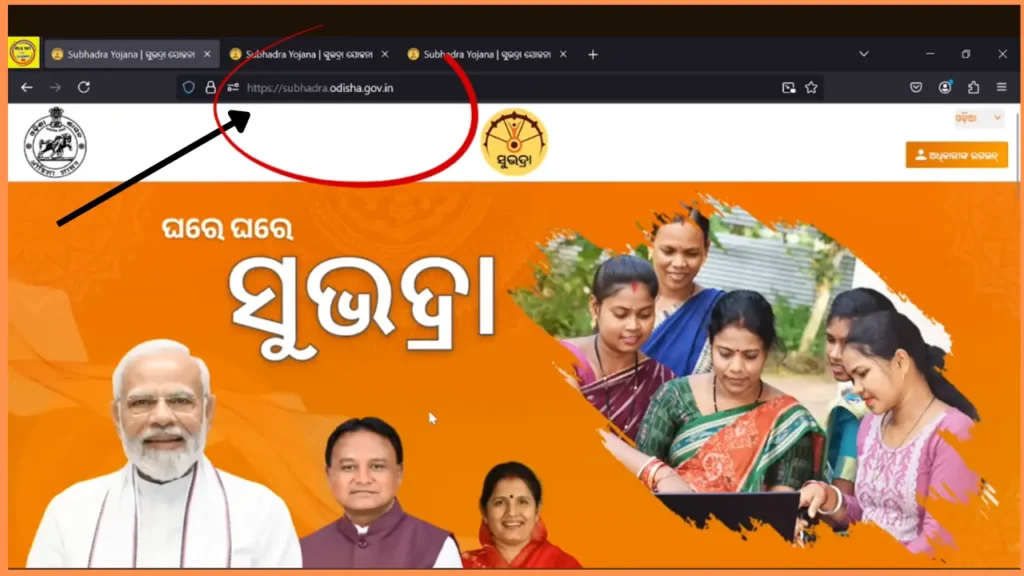 Subhadra Yojana | ସୁଭଦ୍ରା ଯୋଜନା
Subhadra Yojana | ସୁଭଦ୍ରା ଯୋଜନା
Subhadra Yojana | ସୁଭଦ୍ରା ଯୋଜନା
https://subhadra.odisha.gov.in
ସୁଭଦ୍ରା
ଓଡ଼ିଆ
ଅଧିକାରୀଙ୍କ ଲଗଇନ୍
ଘରେ ଘରେ
ସୁଭଦ୍ରା